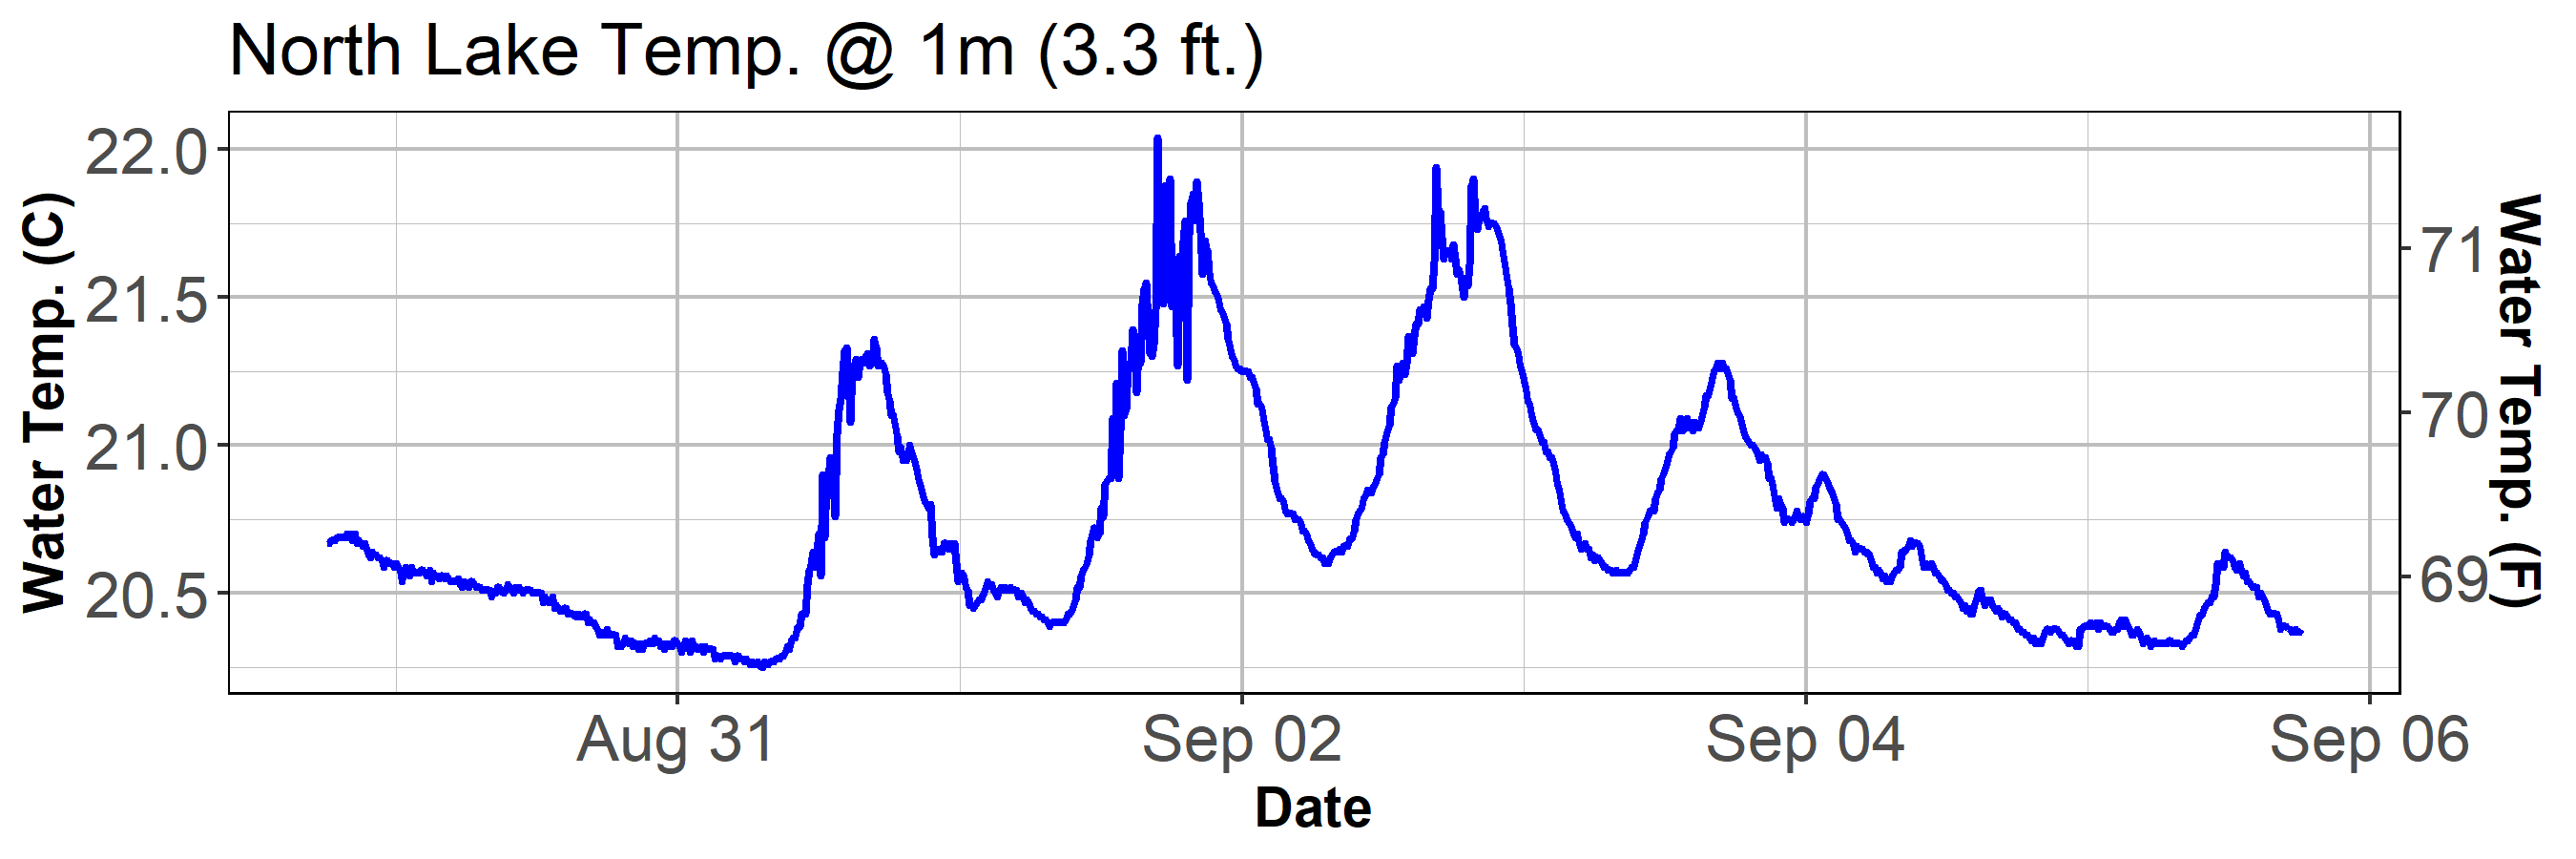 North Lake Temp. @ 1m (3.3 ft.)
Water Temp. (C)
22.0
21.5
21.0
20.5
71
70
69
Water Temp. (F)
Aug 31 Sep 02 Sep 04 Sep 06
Date